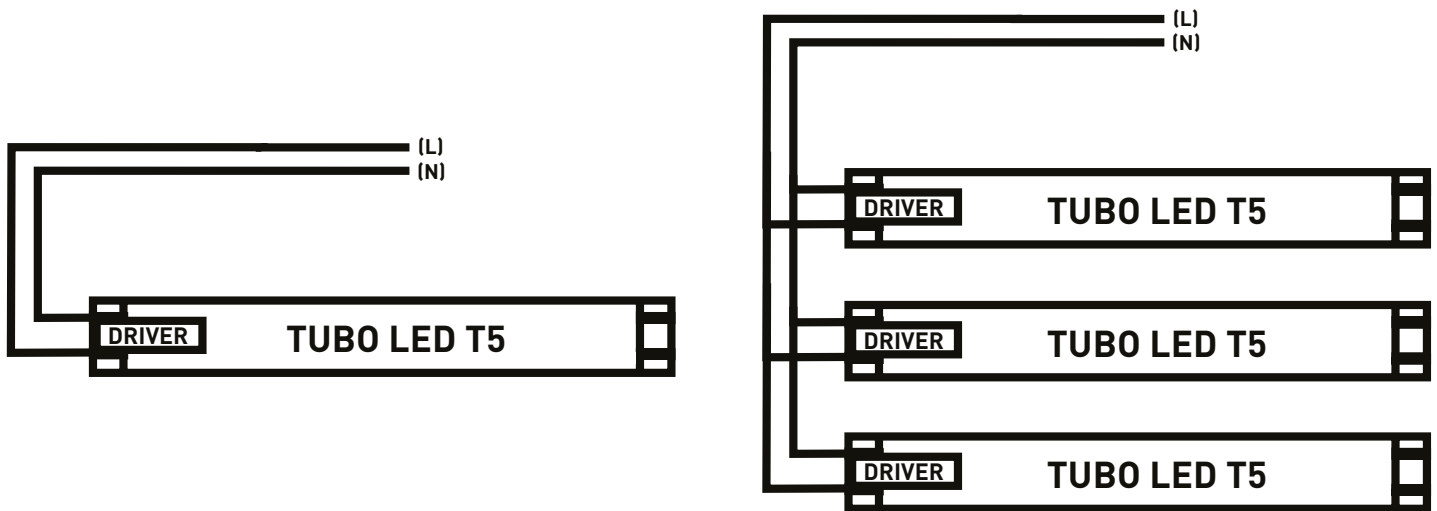 (L)
(N)
DRIVER
TUBO LED T5
(L)
(N)
DRIVER
TUBO LED T5
DRIVER
TUBO LED T5
DRIVER
TUBO LED T5